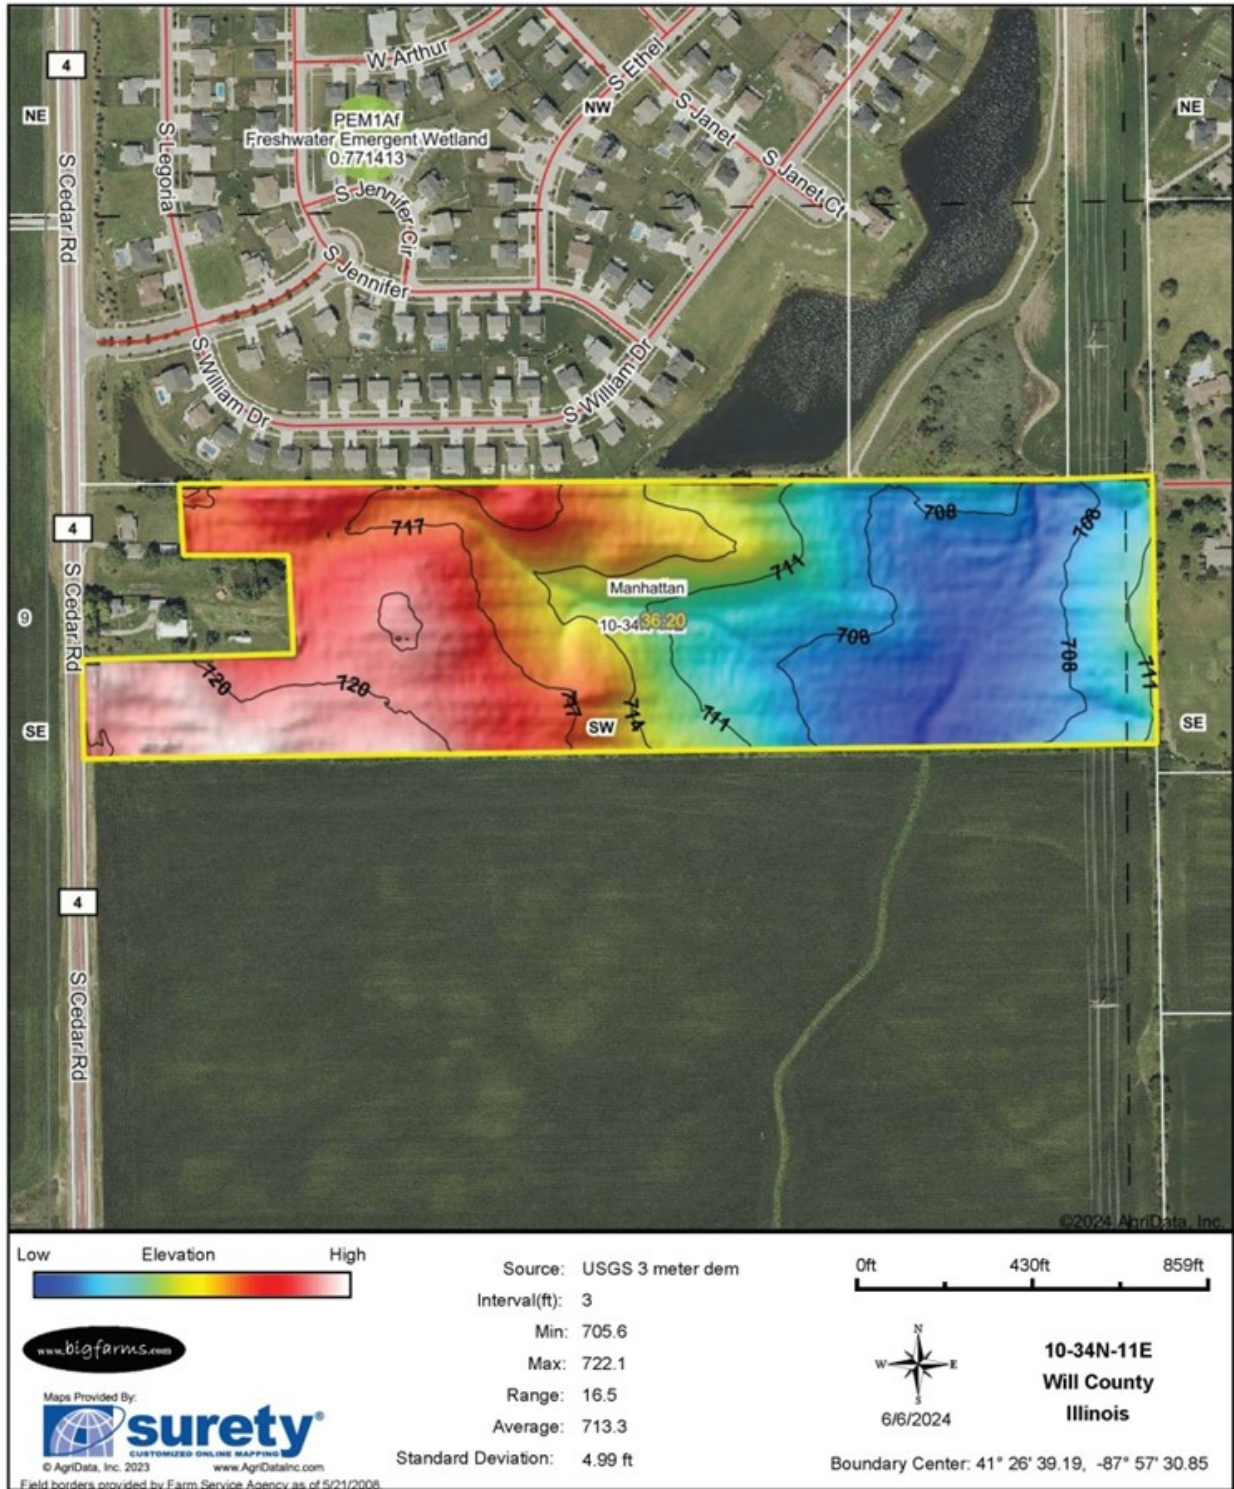 4
NE
S Cedar Rd
S Legoria
W Arthur
PEM1Af
Freshwater Emergent Wetland
0.771413
S Ethel
NW
S Janet
S Janet Ct
NE
S Jennifer Cir
S Jennifer
S William Dr
S William Dr
4
S Cedar Rd
9
SE
717
708
708
711
Manhattan
36.20
708
708
720
720
717
714
711
711
SW
SE
4
S Cedar Rd
©2024 AgriData, Inc.
Low Elevation High
Source: USGS 3 meter dem
Interval(ft): 3
Min: 705.6
Max: 722.1
Range: 16.5
Average: 713.3
Standard Deviation: 4.99 ft
0ft 430ft 859ft
www.bigfarms.com
Maps Provided By:
surety®
CUSTOMIZED ONLINE MAPPING
© AgriData, Inc. 2023 www.AgriDataInc.com
Field borders provided by Farm Service Agency as of 5/21/2008.
N
W E
S
6/6/2024
10-34N-11E
Will County
Illinois
Boundary Center: 41° 26' 39.19, -87° 57' 30.85